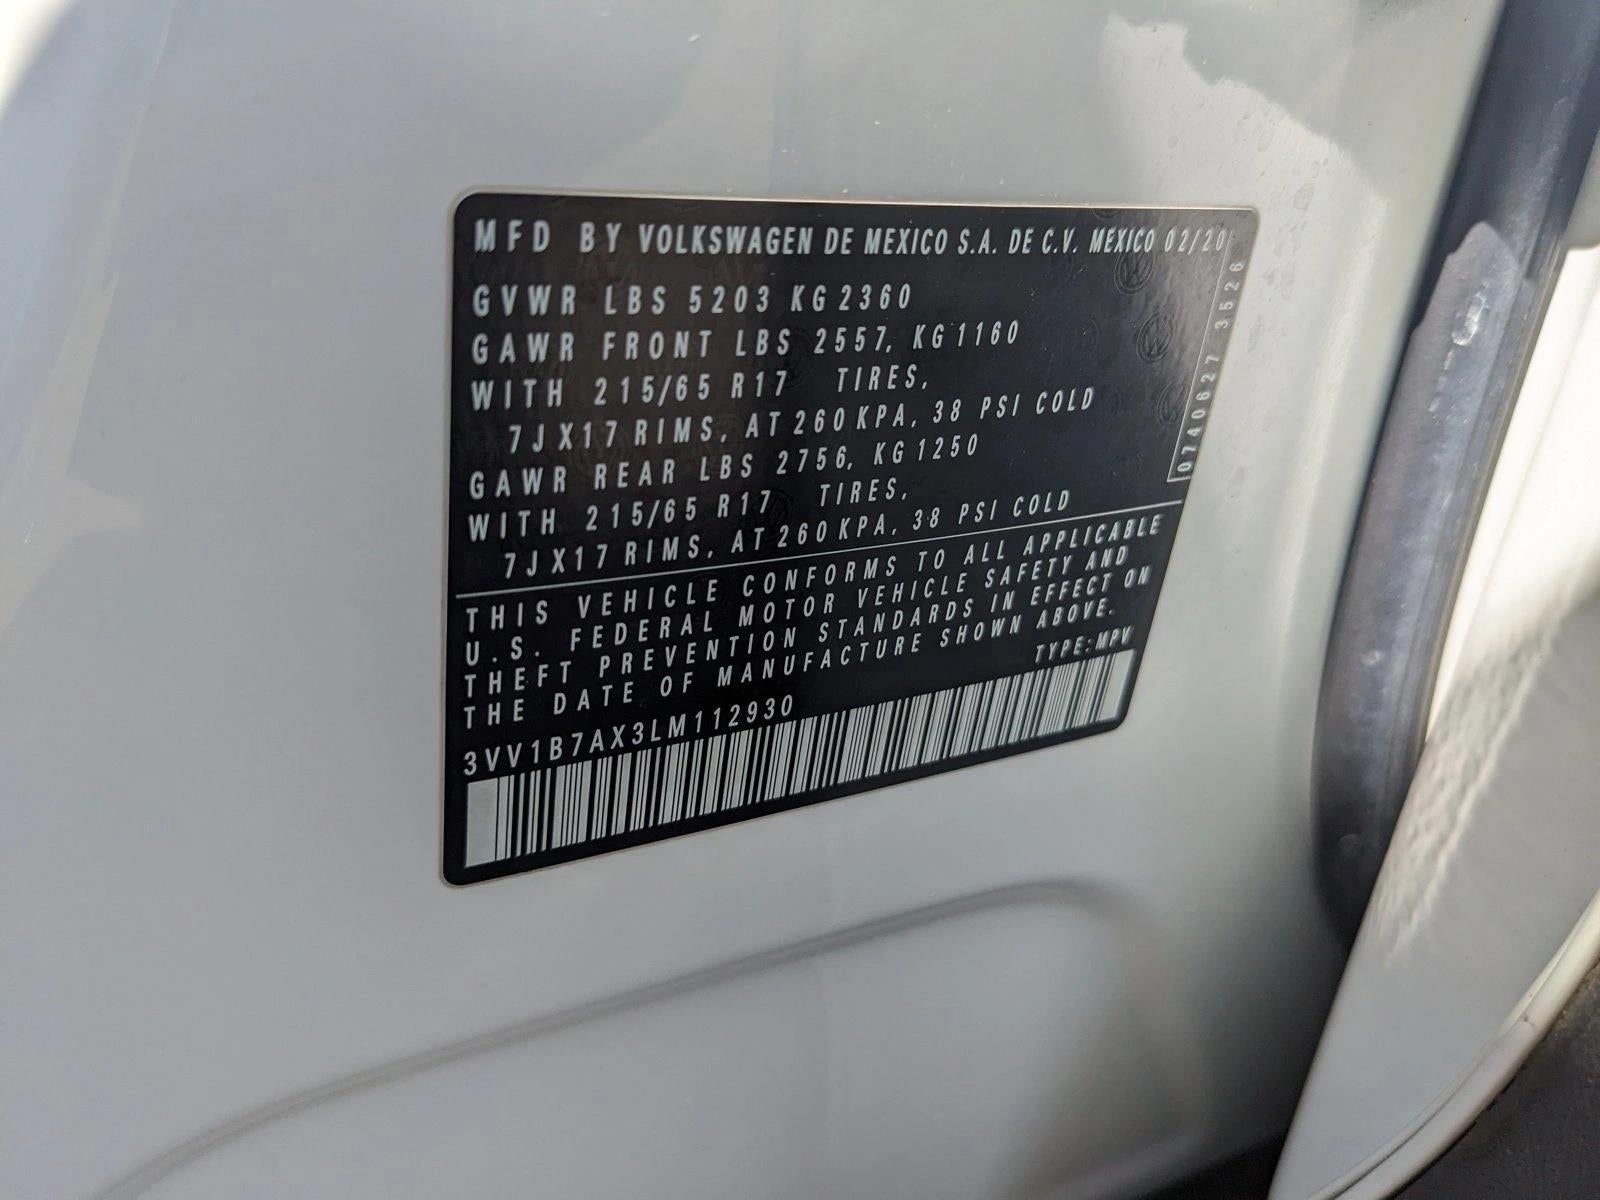 MFD BY VOLKSWAGEN DE MEXICO S.A. DE C.V. MEXICO 02/20
GVWR LBS 5203 KG 2360
GAWR FRONT LBS 2557, KG 1160
WITH 215/65 R17 TIRES,
7JX17 RIMS, AT 260 KPA, 38 PSI COLD
GAWR REAR LBS 2756, KG 1250
WITH 215/65 R17 TIRES,
7JX17 RIMS, AT 260 KPA, 38 PSI COLD
0740627 3526
THIS VEHICLE CONFORMS TO ALL APPLICABLE
U.S. FEDERAL MOTOR VEHICLE SAFETY AND
THEFT PREVENTION STANDARDS IN EFFECT ON
THE DATE OF MANUFACTURE SHOWN ABOVE.
TYPE: MPV
3VV1B7AX3LM112930